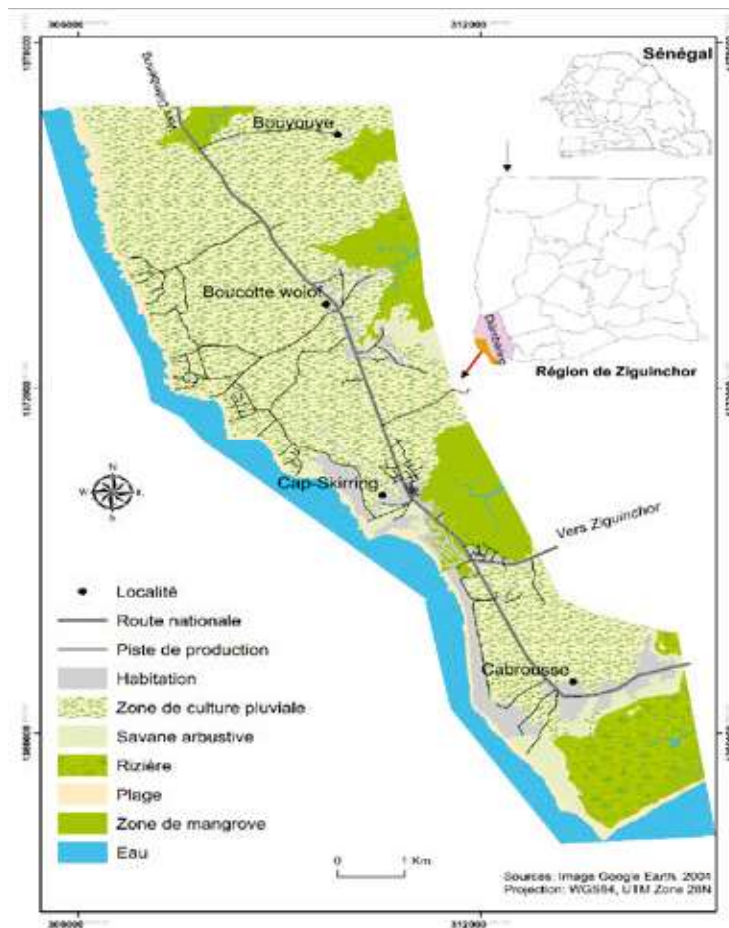 312000
Sénégal
Bouyouye
Boucotte wolof
Région de Ziguinchor
Cap-Skirring
N
W
S
Vers Ziguinchor
Cabrousse
Localité
Route nationale
Piste de production
Habitation
Zone de culture pluviale
Savane arbustive
Rizière
Plage
Zone de mangrove
Eau
0 1 Km
Sources: Image Google Earth, 2004
Projection: WGS84, UTM Zone 28N
312000